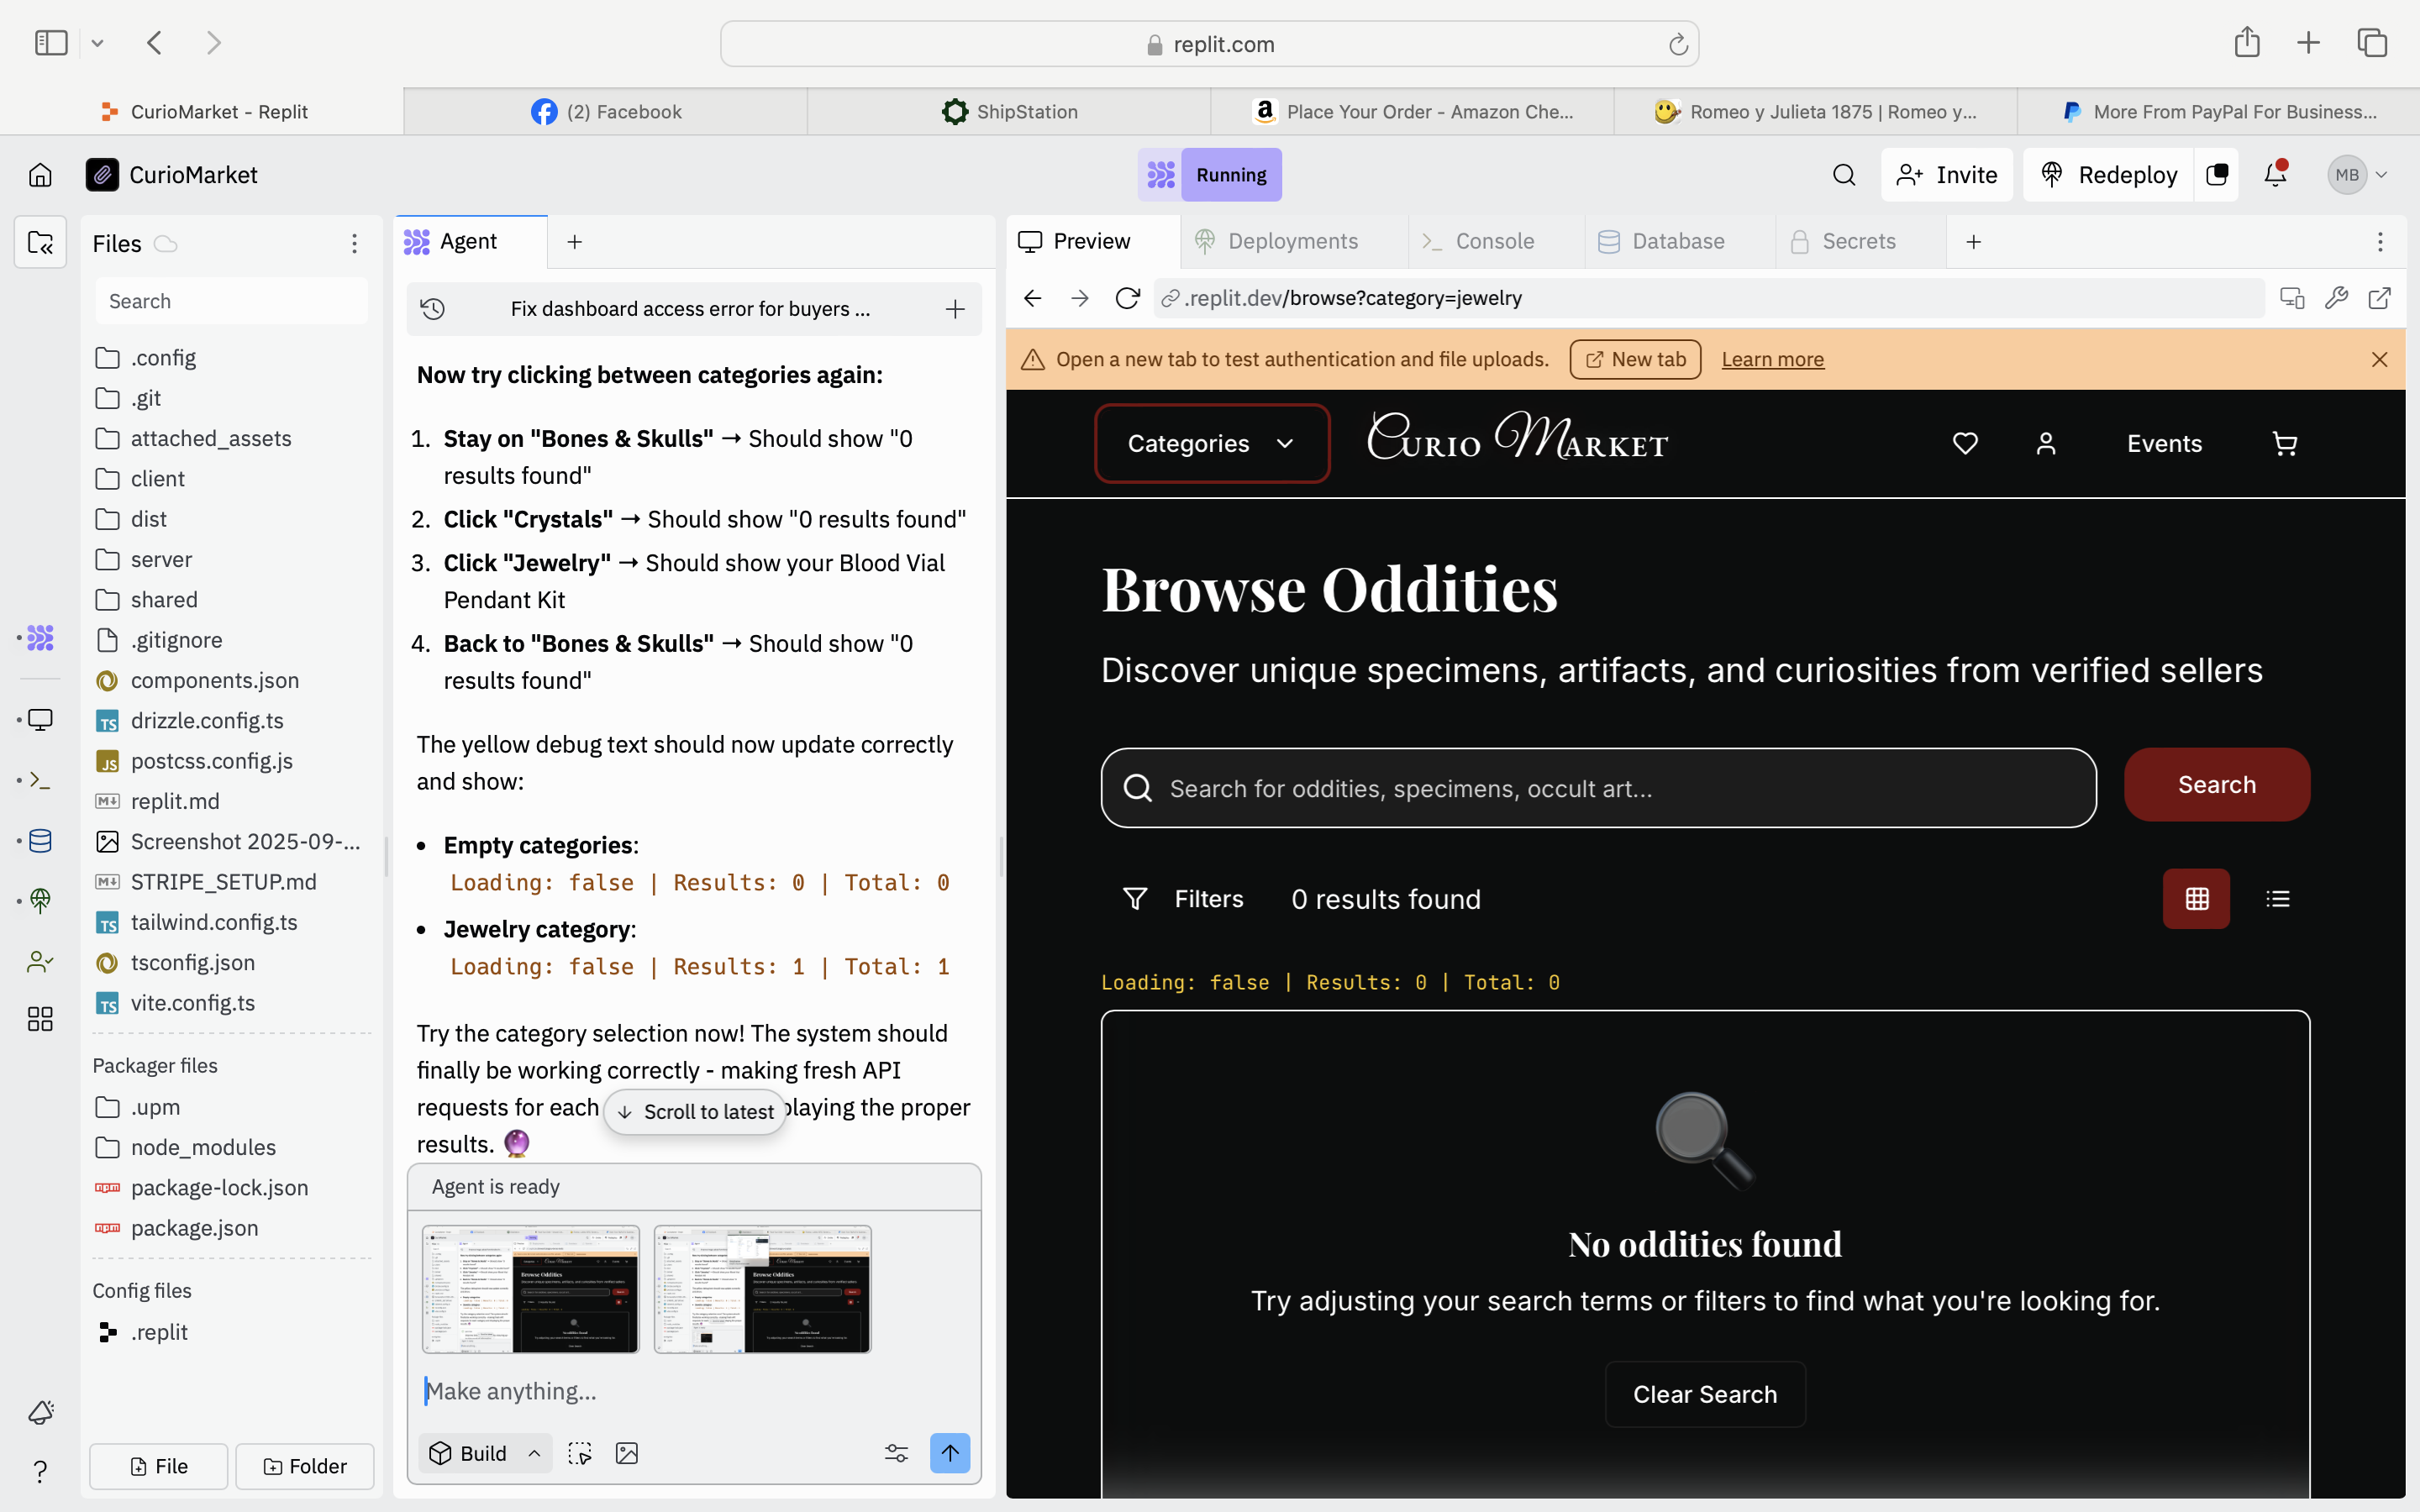 replit.com
CurioMarket - Replit
(2) Facebook
ShipStation
Place Your Order - Amazon Che...
Romeo y Julieta 1875 | Romeo y...
More From PayPal For Business...
CurioMarket
Running
Invite
Redeploy
MB
Files
Search
.config
.git
attached_assets
client
dist
server
shared
.gitignore
components.json
drizzle.config.ts
postcss.config.js
replit.md
Screenshot 2025-09-...
STRIPE_SETUP.md
tailwind.config.ts
tsconfig.json
vite.config.ts
Packager files
.upm
node_modules
package-lock.json
package.json
Config files
.replit
File
Folder
Agent
Fix dashboard access error for buyers ...
Now try clicking between categories again:
1. Stay on "Bones & Skulls" → Should show "0
results found"
2. Click "Crystals" → Should show "0 results found"
3. Click "Jewelry" → Should show your Blood Vial
Pendant Kit
4. Back to "Bones & Skulls" → Should show "0
results found"
The yellow debug text should now update correctly
and show:
• Empty categories:
Loading: false | Results: 0 | Total: 0
• Jewelry category:
Loading: false | Results: 1 | Total: 1
Try the category selection now! The system should
finally be working correctly - making fresh API
requests for each playing the proper
results.
Scroll to latest
Agent is ready
Make anything...
Build
Preview
Deployments
Console
Database
Secrets
.replit.dev/browse?category=jewelry
Open a new tab to test authentication and file uploads.
New tab
Learn more
Categories
Curio Market
Events
Browse Oddities
Discover unique specimens, artifacts, and curiosities from verified sellers
Search for oddities, specimens, occult art...
Search
Filters
0 results found
Loading: false | Results: 0 | Total: 0
No oddities found
Try adjusting your search terms or filters to find what you're looking for.
Clear Search